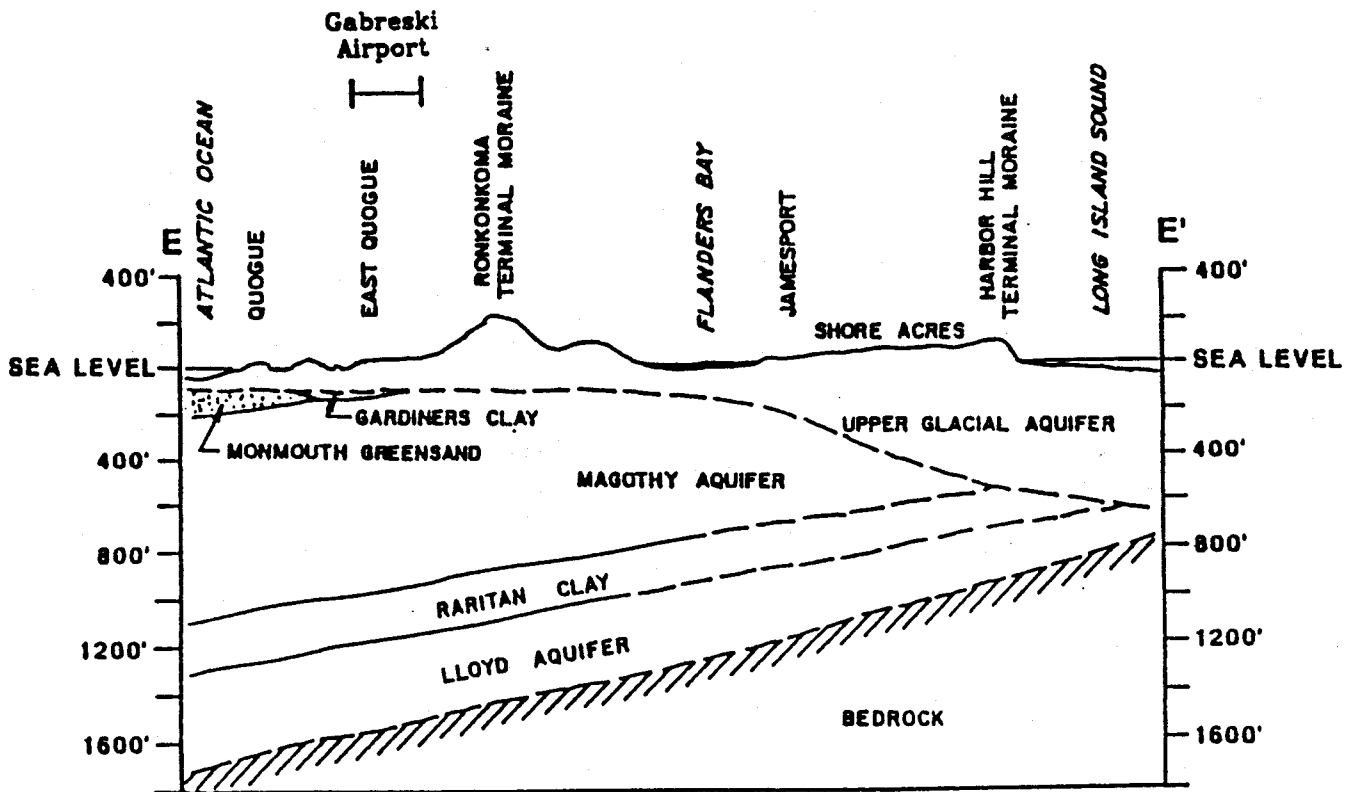 Gabreski
Airport
ATLANTIC OCEAN
QUOGUE
EAST QUOGUE
RONKONKOMA
TERMINAL MORAINE
FLANDERS BAY
JAMESPORT
HARBOR HILL
TERMINAL MORAINE
LONG ISLAND SOUND
E
E'
400'
400'
SHORE ACRES
SEA LEVEL
SEA LEVEL
GARDINERS CLAY
UPPER GLACIAL AQUIFER
MONMOUTH GREENSAND
400'
400'
MAGOTHY AQUIFER
800'
800'
RARITAN CLAY
1200'
1200'
LLOYD AQUIFER
BEDROCK
1600'
1600'